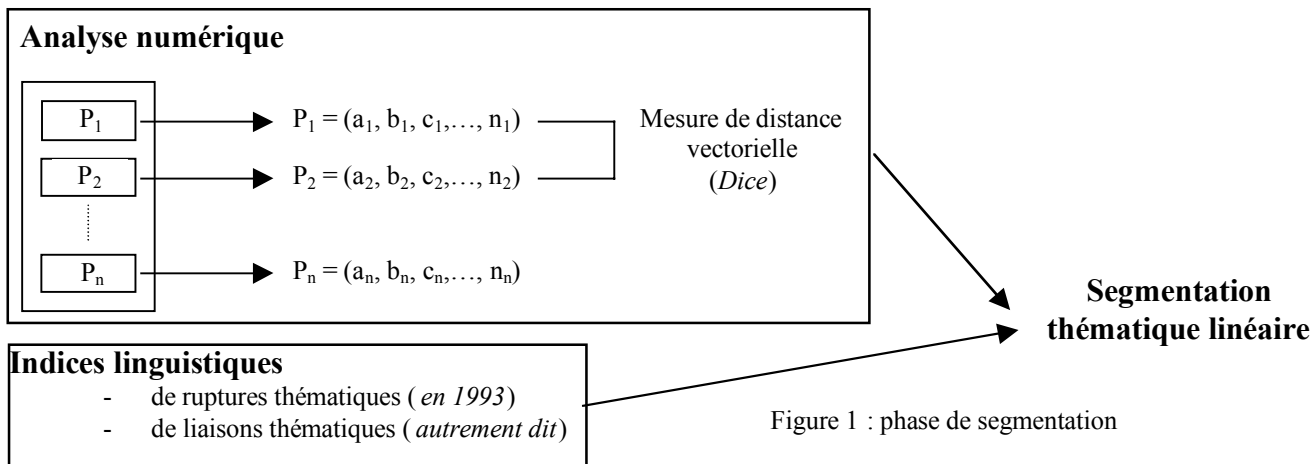 Analyse numérique
P1 P1 = (a1, b1, c1,…, n1)
P2 P2 = (a2, b2, c2,…, n2)
Pn Pn = (an, bn, cn,…, nn)
Mesure de distance
vectorielle
(Dice)
Segmentation
thématique linéaire
Indices linguistiques
- de ruptures thématiques ( en 1993)
- de liaisons thématiques ( autrement dit)
Figure 1 : phase de segmentation